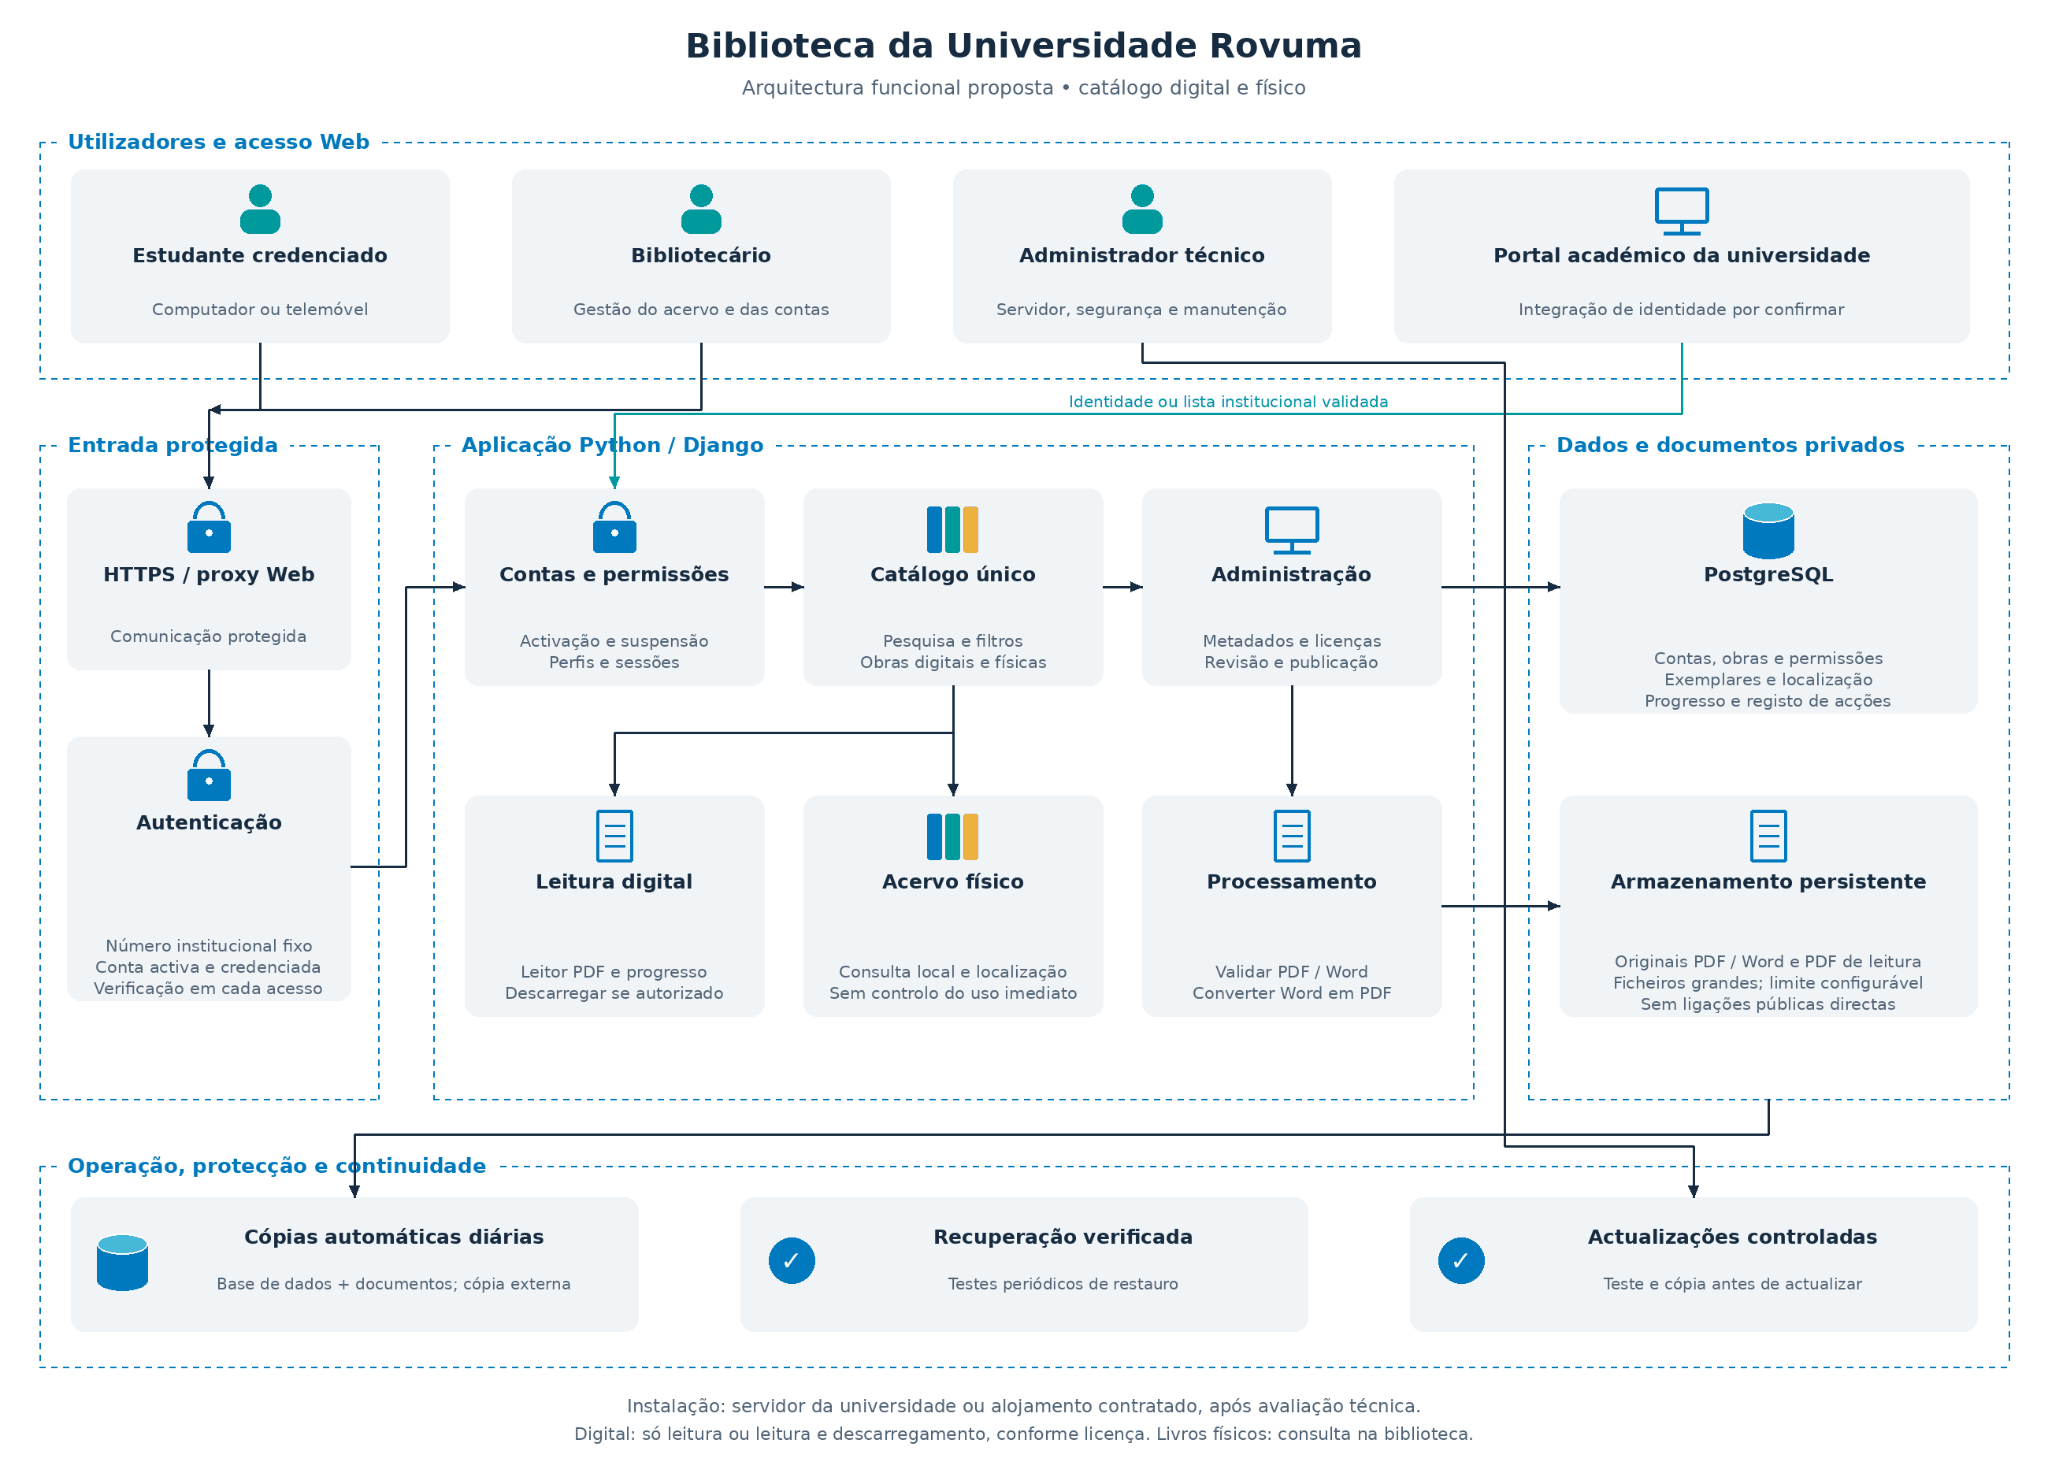 Biblioteca da Universidade Rovuma
Arquitectura funcional proposta • catálogo digital e físico
Utilizadores e acesso Web
Estudante credenciado
Computador ou telemóvel
Bibliotecário
Gestão do acervo e das contas
Administrador técnico
Servidor, segurança e manutenção
Portal académico da universidade
Integração de identidade por confirmar
Identidade ou lista institucional validada
Entrada protegida
HTTPS / proxy Web
Comunicação protegida
Autenticação
Número institucional fixo
Conta activa e credenciada
Verificação em cada acesso
Aplicação Python / Django
Contas e permissões
Activação e suspensão
Perfis e sessões
Catálogo único
Pesquisa e filtros
Obras digitais e físicas
Administração
Metadados e licenças
Revisão e publicação
Leitura digital
Leitor PDF e progresso
Descarregar se autorizado
Acervo físico
Consulta local e localização
Sem controlo do uso imediato
Processamento
Validar PDF / Word
Converter Word em PDF
Dados e documentos privados
PostgreSQL
Contas, obras e permissões
Exemplares e localização
Progresso e registo de acções
Armazenamento persistente
Originais PDF / Word e PDF de leitura
Ficheiros grandes; limite configurável
Sem ligações públicas directas
Operação, protecção e continuidade
Cópias automáticas diárias
Base de dados + documentos; cópia externa
Recuperação verificada
Testes periódicos de restauro
Actualizações controladas
Teste e cópia antes de actualizar
Instalação: servidor da universidade ou alojamento contratado, após avaliação técnica.
Digital: só leitura ou leitura e descarregamento, conforme licença. Livros físicos: consulta na biblioteca.